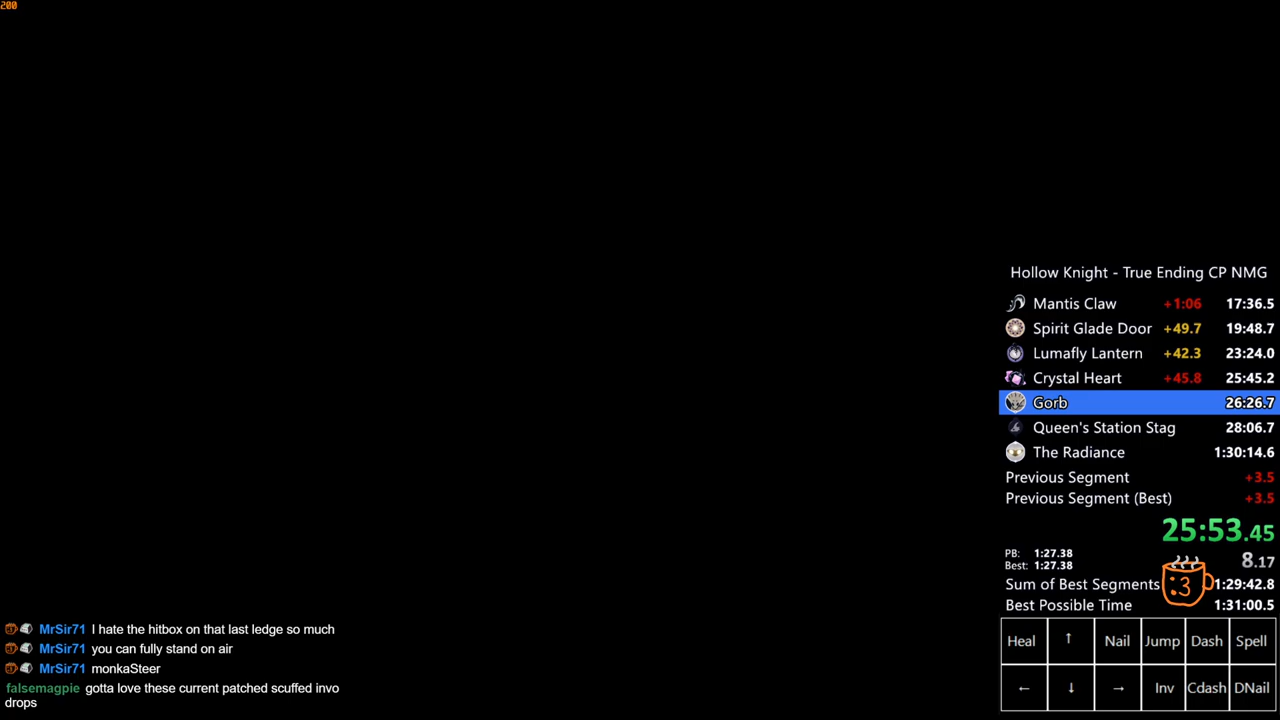 200
Hollow Knight - True Ending CP NMG
Mantis Claw +1:06 17:36.5
Spirit Glade Door +49.7 19:48.7
Lumafly Lantern +42.3 23:24.0
Crystal Heart +45.8 25:45.2
Gorb 26:26.7
Queen's Station Stag 28:06.7
The Radiance 1:30:14.6
Previous Segment +3.5
Previous Segment (Best) +3.5
25:53.45
PB: 1:27.38 8.17
Best: 1:27.38
Sum of Best Segments 1:29:42.8
Best Possible Time 1:31:00.5
Heal ↑ Nail Jump Dash Spell
← ↓ → Inv Cdash DNail
MrSir71 I hate the hitbox on that last ledge so much
MrSir71 you can fully stand on air
MrSir71 monkaSteer
falsemagpie gotta love these current patched scuffed invo
drops